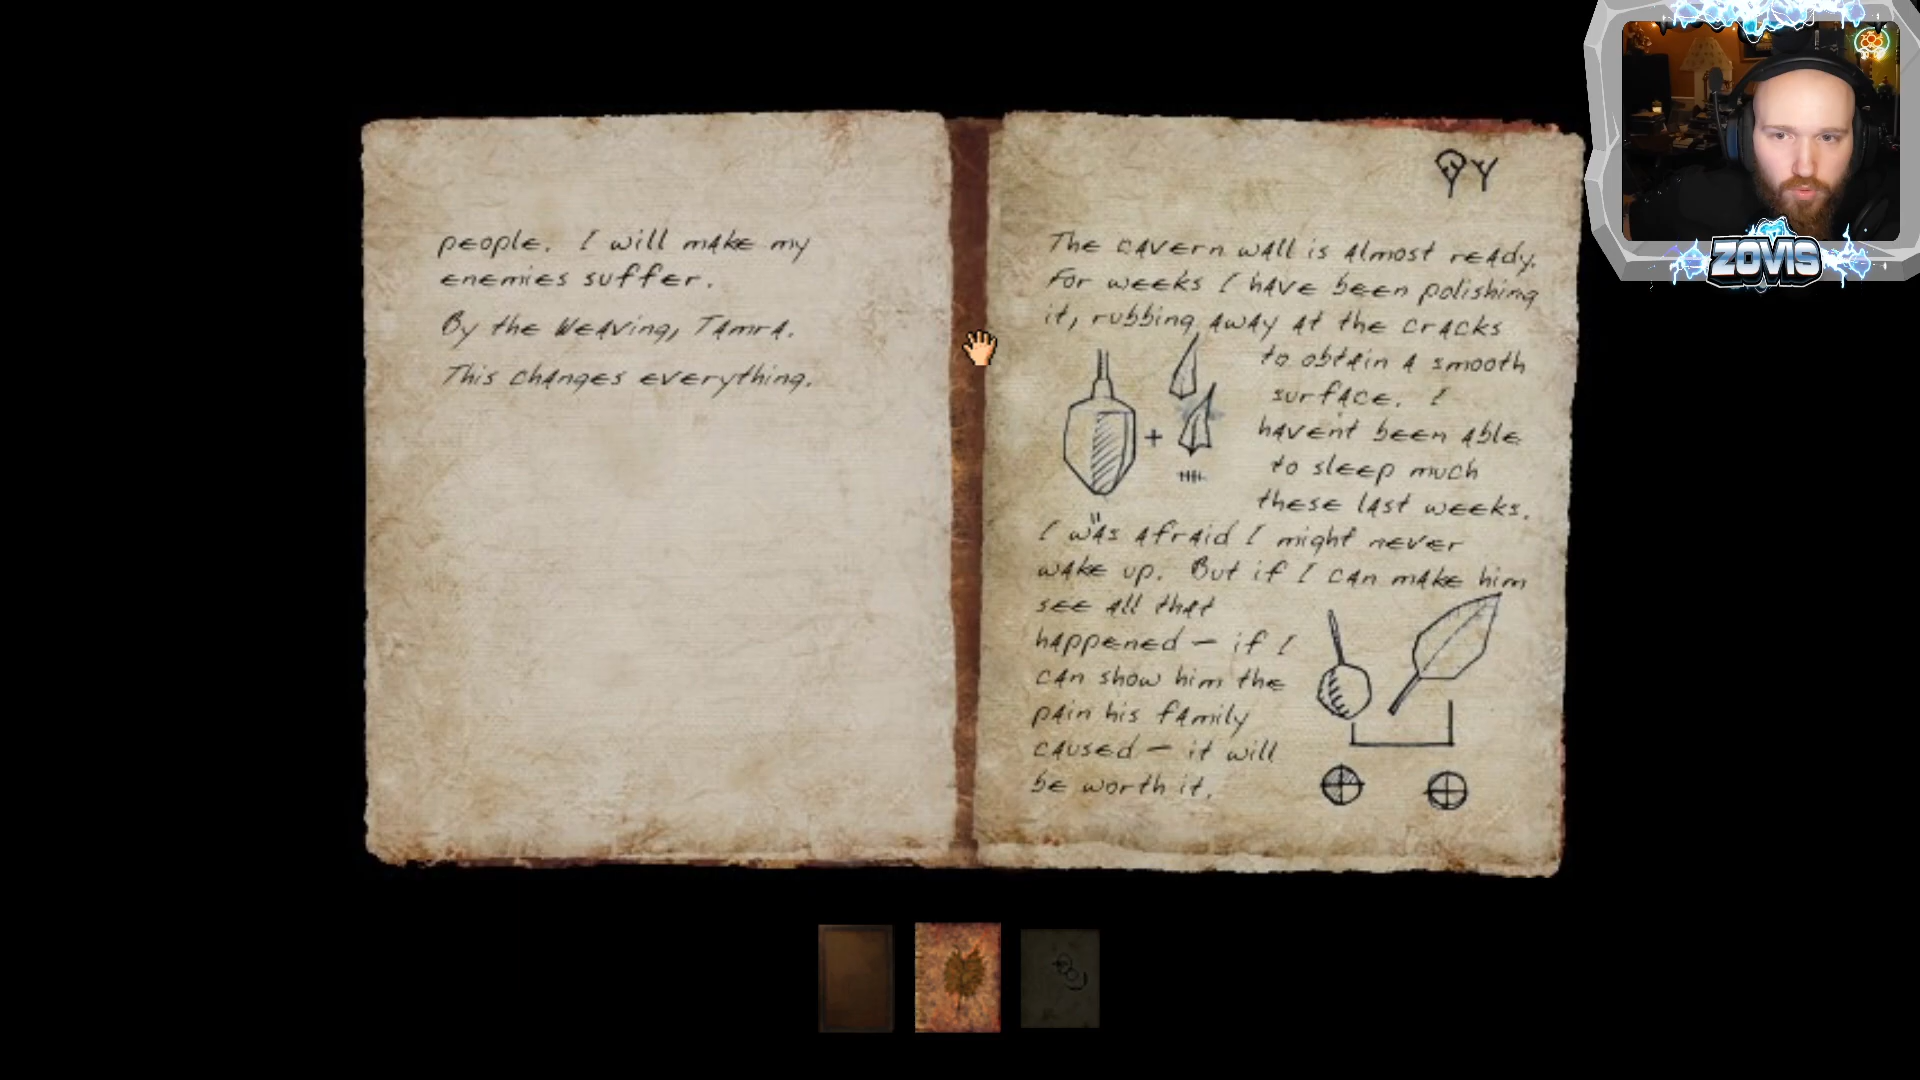 people. I will make my
enemies suffer.
By the Weaving, Tamra.
This changes everything.
The cavern wall is almost ready.
For weeks I have been polishing
it, rubbing away at the cracks
to obtain a smooth
surface. I
haven't been able
to sleep much
these last weeks.
I was afraid I might never
wake up. But if I can make him
see all that
happened — if I
can show him the
pain his family
caused — it will
be worth it.
ZOVIS